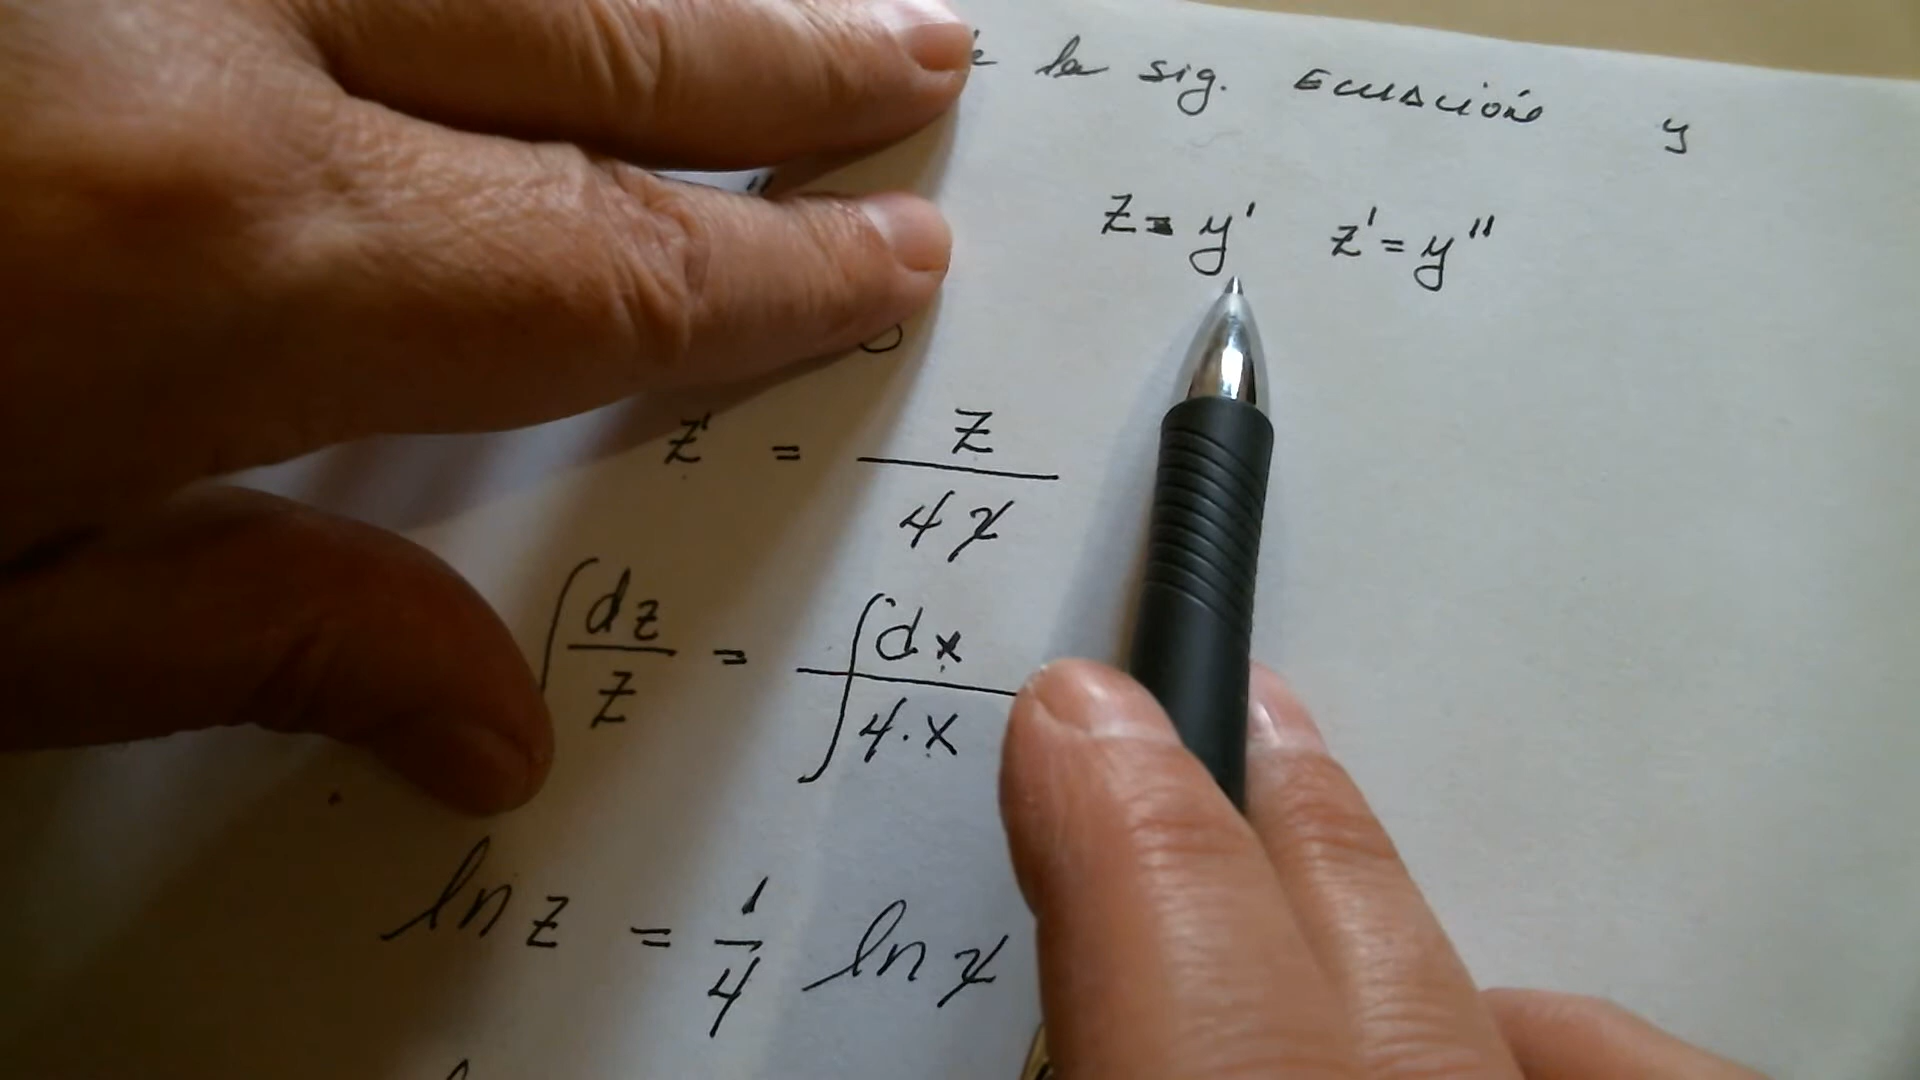 la sig. ECUACIÓN y
z = y' z' = y''
z' = z / 4x
∫ dz / z = ∫ dx / 4.x
ln z = 1/4 ln x